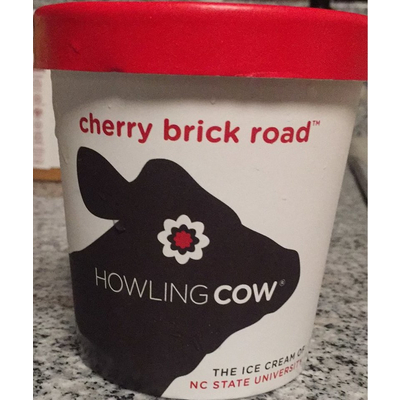 cherry brick road™
HOWLING COW®
THE ICE CREAM OF
NC STATE UNIVERSITY